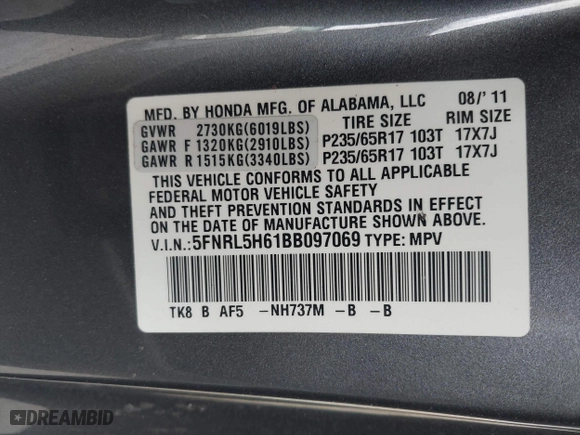 MFD. BY HONDA MFG. OF ALABAMA, LLC 08/'11
GVWR 2730KG(6019LBS) TIRE SIZE RIM SIZE
GAWR F 1320KG(2910LBS) P235/65R17 103T 17X7J
GAWR R 1515KG(3340LBS) P235/65R17 103T 17X7J
THIS VEHICLE CONFORMS TO ALL APPLICABLE
FEDERAL MOTOR VEHICLE SAFETY
AND THEFT PREVENTION STANDARDS IN EFFECT ON
THE DATE OF MANUFACTURE SHOWN ABOVE.
V.I.N.:5FNRL5H61BB097069 TYPE: MPV
TK8 B AF5 -NH737M -B -B
DREAMBID